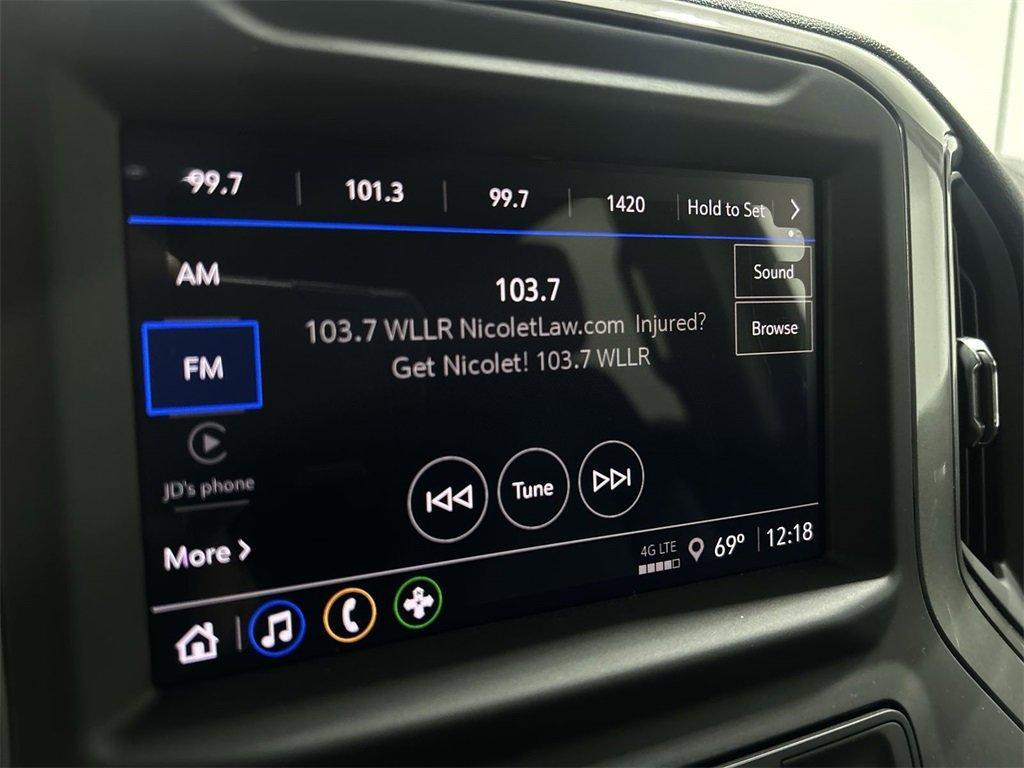 99.7 101.3 99.7 1420 Hold to Set
AM
Sound
103.7
103.7 WLLR NicoletLaw.com Injured?
Browse
Get Nicolet! 103.7 WLLR
FM
JD's phone
Tune
More
4G LTE 69° 12:18